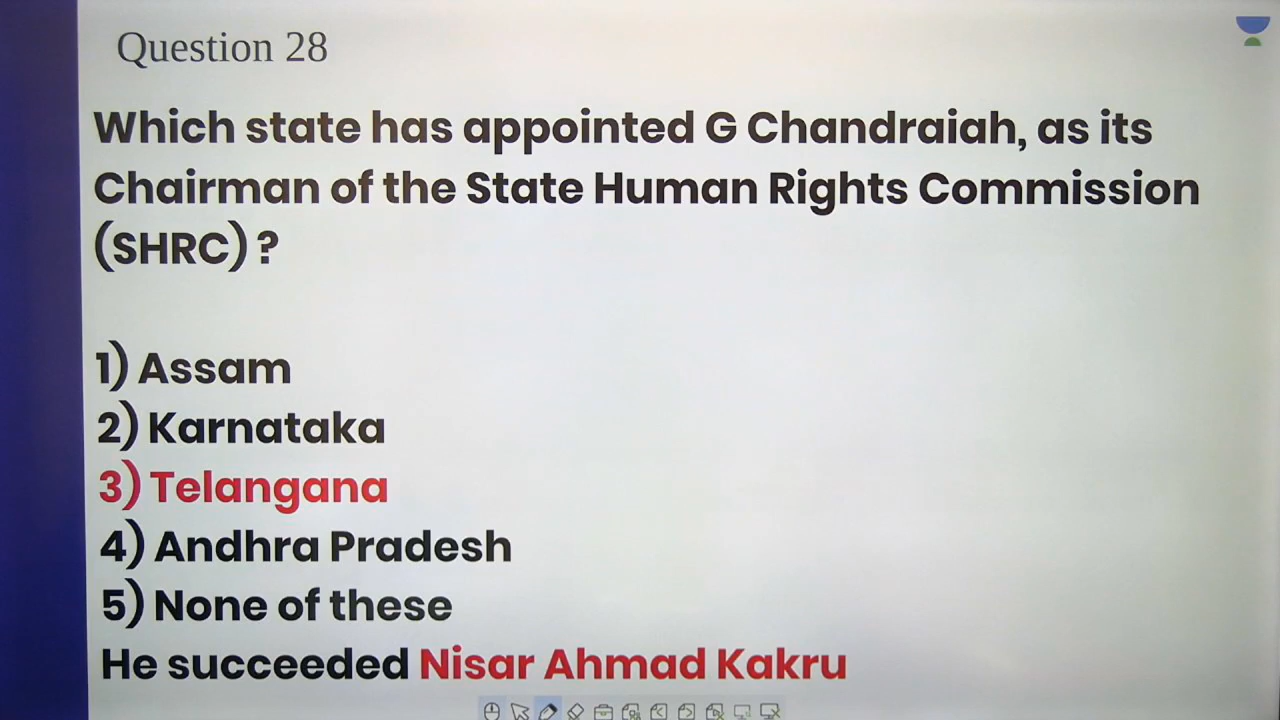 Question 28
Which state has appointed G Chandraiah, as its
Chairman of the State Human Rights Commission
(SHRC) ?
1) Assam
2) Karnataka
3) Telangana
4) Andhra Pradesh
5) None of these
He succeeded Nisar Ahmad Kakru